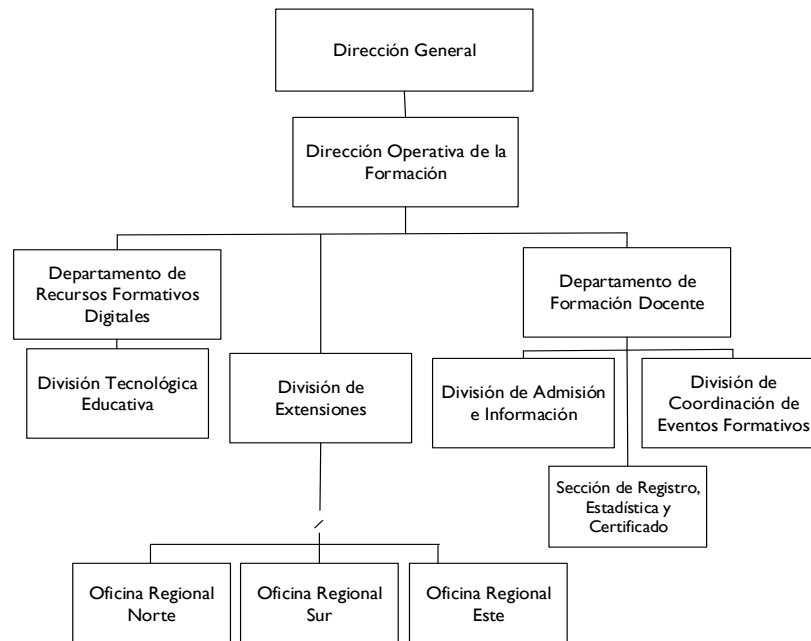 Dirección General
Dirección Operativa de la
Formación
Departamento de
Recursos Formativos
Digitales
Departamento de
Formación Docente
División Tecnológica
Educativa
División de
Extensiones
División de Admisión
e Información
División de
Coordinación de
Eventos Formativos
Sección de Registro,
Estadística y
Certificado
Oficina Regional
Norte
Oficina Regional
Sur
Oficina Regional
Este